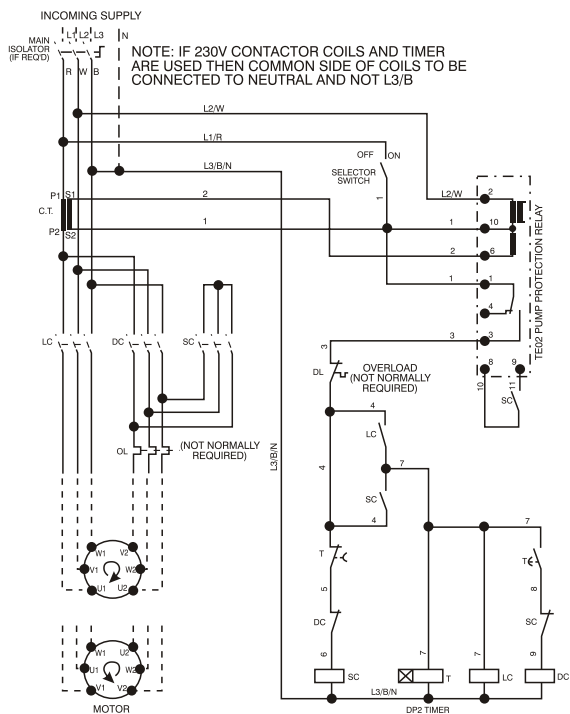 INCOMING SUPPLY
L1 L2 L3 N
MAIN
ISOLATOR
(IF REQ'D)
R W B
NOTE: IF 230V CONTACTOR COILS AND TIMER
ARE USED THEN COMMON SIDE OF COILS TO BE
CONNECTED TO NEUTRAL AND NOT L3/B
L2/W
L1/R
OFF ON
L3/B/N
SELECTOR
SWITCH
P1 S1
C.T.
P2 S2
2
1
1
L2/W 2
1 10
2 6
1 1
4
3 3
8 9
10 11
SC
TE02 PUMP PROTECTION RELAY
LC DC SC
3
DL
OVERLOAD
(NOT NORMALLY
REQUIRED)
OL
(NOT NORMALLY
REQUIRED)
L3/B/N
4
LC
4
7
SC
4
7
T
T
5
8
DC
SC
6
7
7
9
SC
T
LC
DC
L3/B/N
DP2 TIMER
W1 V2
V1 W2
U1 U2
W1 U2
U1 W2
V1 V2
MOTOR